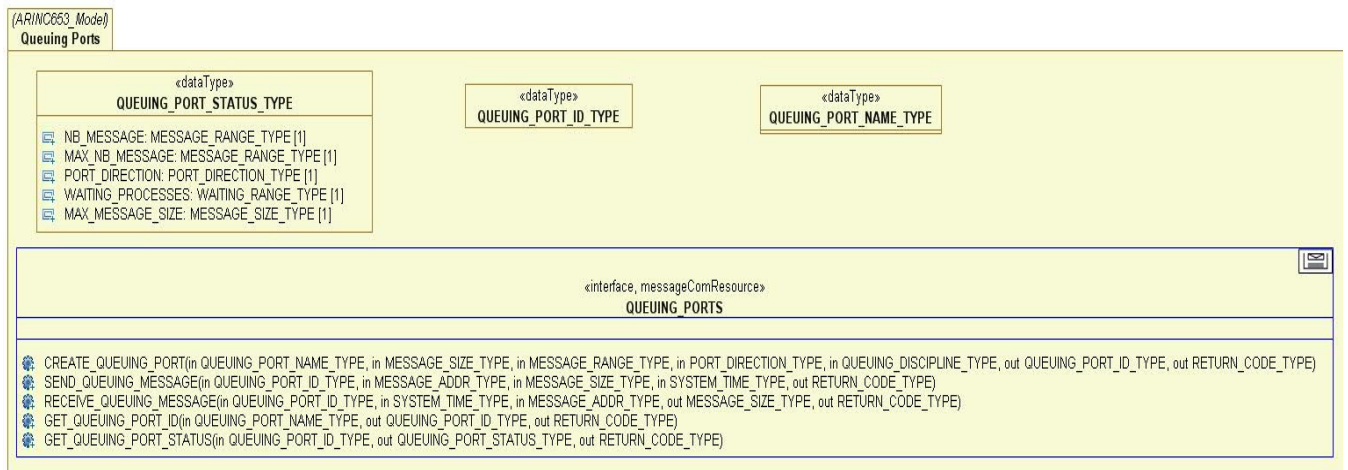 (ARINC653_Model)
Queuing Ports
«dataType»
QUEUING_PORT_STATUS_TYPE
NB_MESSAGE: MESSAGE_RANGE_TYPE [1]
MAX_NB_MESSAGE: MESSAGE_RANGE_TYPE [1]
PORT_DIRECTION: PORT_DIRECTION_TYPE [1]
WAITING_PROCESSES: WAITING_RANGE_TYPE [1]
MAX_MESSAGE_SIZE: MESSAGE_SIZE_TYPE [1]
«dataType»
QUEUING_PORT_ID_TYPE
«dataType»
QUEUING_PORT_NAME_TYPE
«interface, messageComResource»
QUEUING_PORTS
CREATE_QUEUING_PORT(in QUEUING_PORT_NAME_TYPE, in MESSAGE_SIZE_TYPE, in MESSAGE_RANGE_TYPE, in PORT_DIRECTION_TYPE, in QUEUING_DISCIPLINE_TYPE, out QUEUING_PORT_ID_TYPE, out RETURN_CODE_TYPE)
SEND_QUEUING_MESSAGE(in QUEUING_PORT_ID_TYPE, in MESSAGE_ADDR_TYPE, in MESSAGE_SIZE_TYPE, in SYSTEM_TIME_TYPE, out RETURN_CODE_TYPE)
RECEIVE_QUEUING_MESSAGE(in QUEUING_PORT_ID_TYPE, in SYSTEM_TIME_TYPE, in MESSAGE_ADDR_TYPE, out MESSAGE_SIZE_TYPE, out RETURN_CODE_TYPE)
GET_QUEUING_PORT_ID(in QUEUING_PORT_NAME_TYPE, out QUEUING_PORT_ID_TYPE, out RETURN_CODE_TYPE)
GET_QUEUING_PORT_STATUS(in QUEUING_PORT_ID_TYPE, out QUEUING_PORT_STATUS_TYPE, out RETURN_CODE_TYPE)